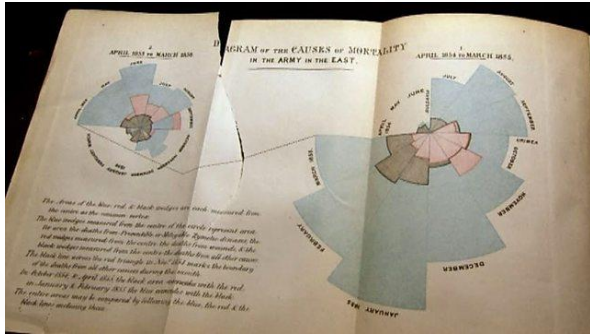 DIAGRAM OF THE CAUSES OF MORTALITY
IN THE ARMY IN THE EAST.
2.
APRIL 1855 TO MARCH 1856.
JUNE
JULY
1.
APRIL 1854 TO MARCH 1855.
JULY
AUGUST
SEPTEMBER
OCTOBER
NOVEMBER
DECEMBER
JANUARY 1855
FEBRUARY
MARCH 1855.
APRIL
1854
MAY
JUNE
The Areas of the blue, red, & black wedges are each measured from
the centre as the common vertex.
The blue wedges measured from the centre of the circle represent area
for area the deaths from Preventible or Mitigable Zymotic diseases, the
red wedges measured from the centre the deaths from wounds, & the
black wedges measured from the centre the deaths from all other causes.
The black line across the red triangle in Nov.r 1854 marks the boundary
of the deaths from all other causes during the month.
In October 1854, & April 1855, the black area coincides with the red,
in January & February 1855, the blue coincides with the black.
The entire areas may be compared by following the blue, the red & the
black lines enclosing them.